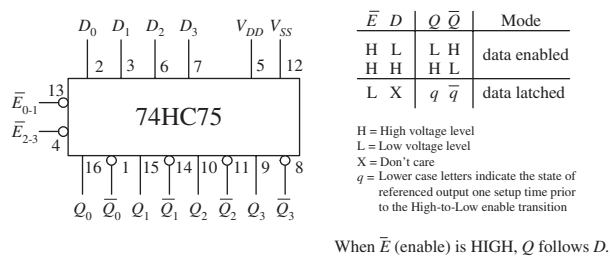 D0 D1 D2 D3 VDD VSS
2 3 6 7 5 12
13
E̅0-1
E̅2-3
4
74HC75
16 1 15 14 10 11 9 8
Q0 Q̅0 Q1 Q̅1 Q2 Q̅2 Q3 Q̅3
E̅ D Q Q̅ Mode
H L L H data enabled
H H H L
L X q q̅ data latched
H = High voltage level
L = Low voltage level
X = Don't care
q = Lower case letters indicate the state of
referenced output one setup time prior
to the High-to-Low enable transition
When E̅ (enable) is HIGH, Q follows D.